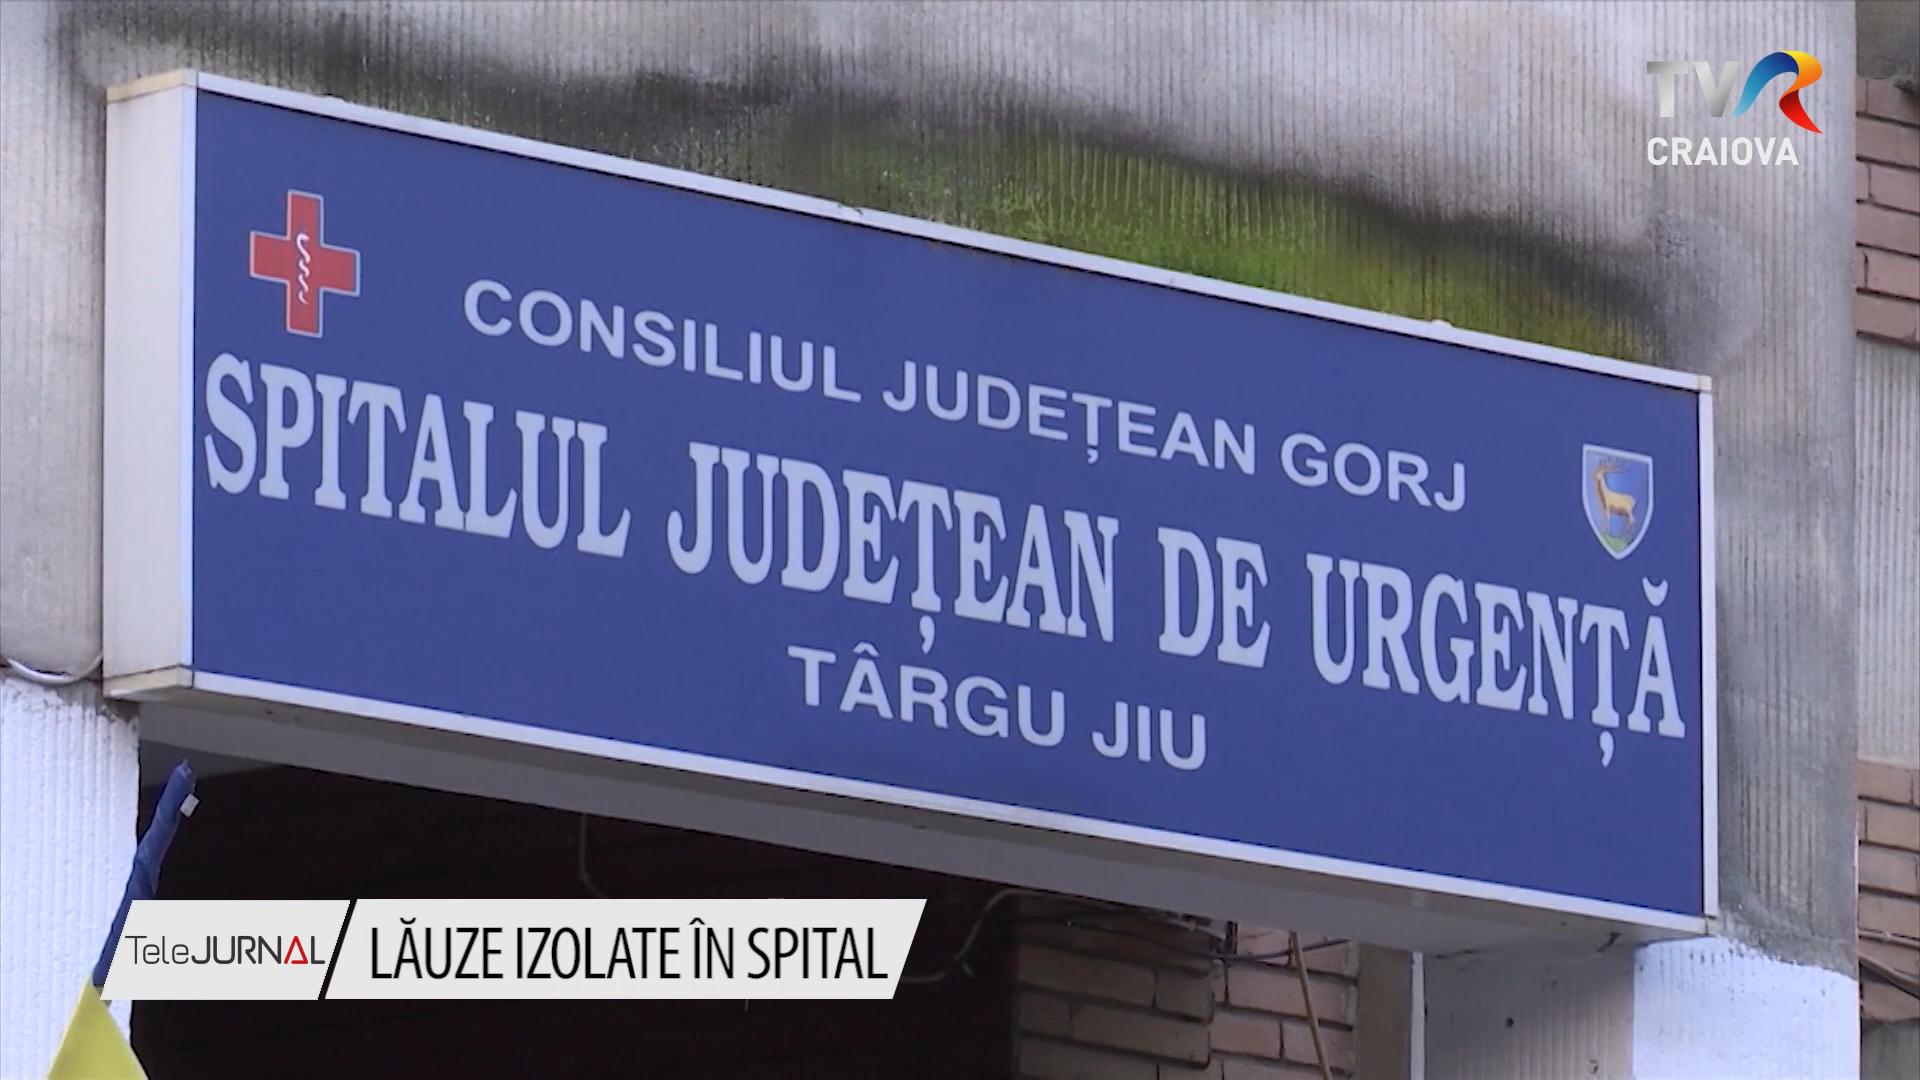 TVR
CRAIOVA
CONSILIUL JUDEȚEAN GORJ
SPITALUL JUDEȚEAN DE URGENȚĂ
TÂRGU JIU
TeleJURNAL
LĂUZE IZOLATE ÎN SPITAL